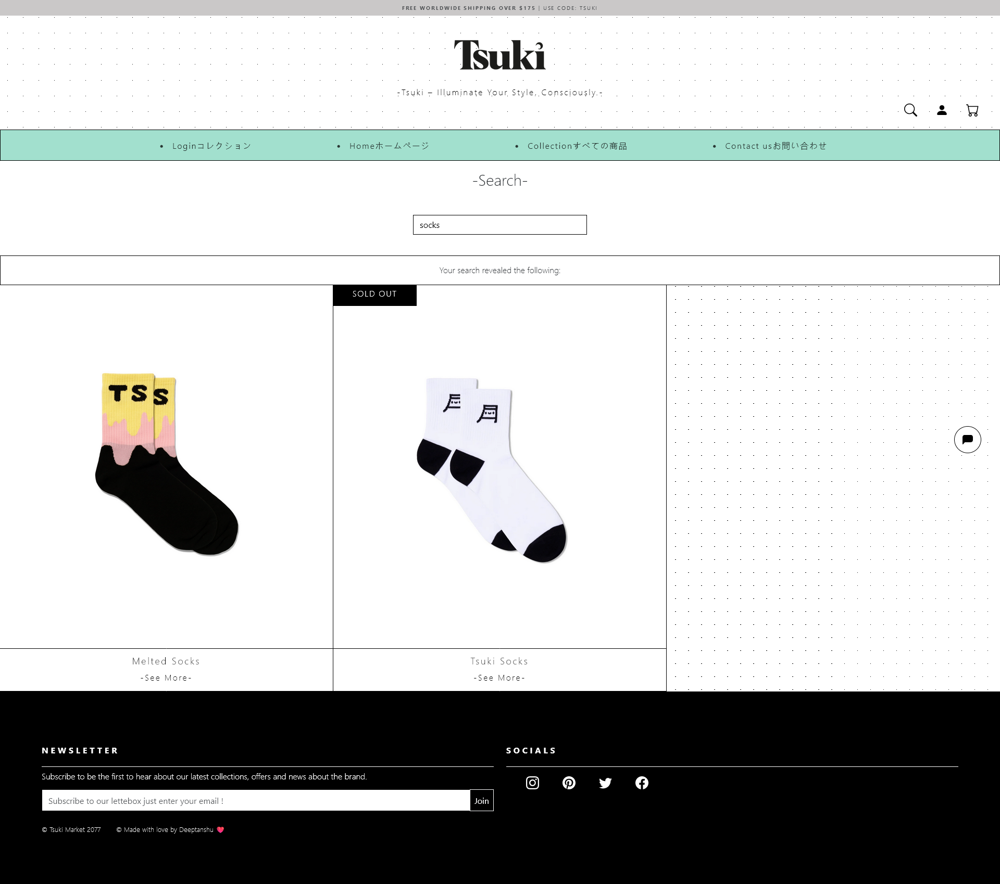 FREE WORLDWIDE SHIPPING OVER $175 | USE CODE: TSUKI
Tsuki
-Tsuki – Illuminate Your Style, Consciously.-
• Loginコレクション
• Homeホームページ
• Collectionすべての商品
• Contact usお問い合わせ
-Search-
socks
Your search revealed the following:
SOLD OUT
TS
S
月
月
Melted Socks
-See More-
Tsuki Socks
-See More-
NEWSLETTER
Subscribe to be the first to hear about our latest collections, offers and news about the brand.
Subscribe to our lettebox just enter your email !
Join
© Tsuki Market 2077
© Made with love by Deeptanshu 💔
SOCIALS